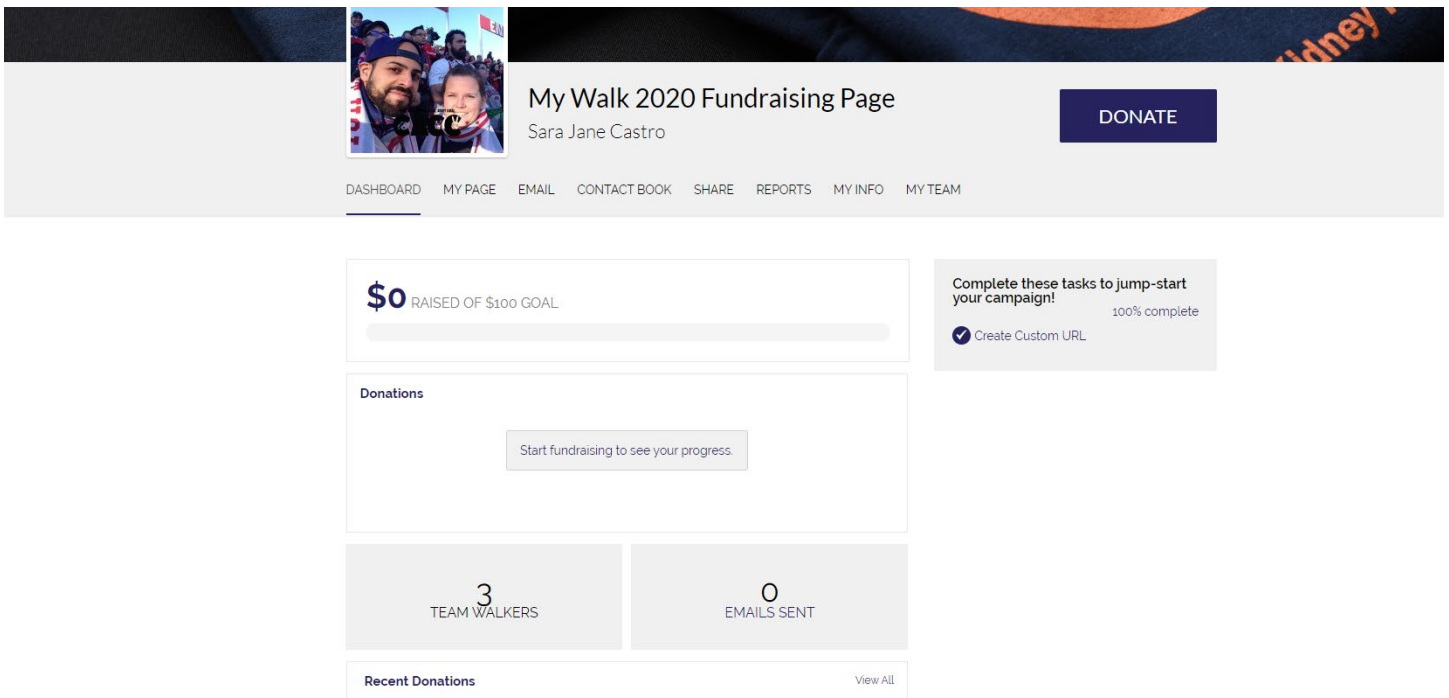 Kidney
My Walk 2020 Fundraising Page
Sara Jane Castro
DONATE
DASHBOARD MY PAGE EMAIL CONTACT BOOK SHARE REPORTS MY INFO MY TEAM
$0 RAISED OF $100 GOAL
Complete these tasks to jump-start
your campaign!
100% complete
Create Custom URL
Donations
Start fundraising to see your progress.
3
TEAM WALKERS
0
EMAILS SENT
Recent Donations View All